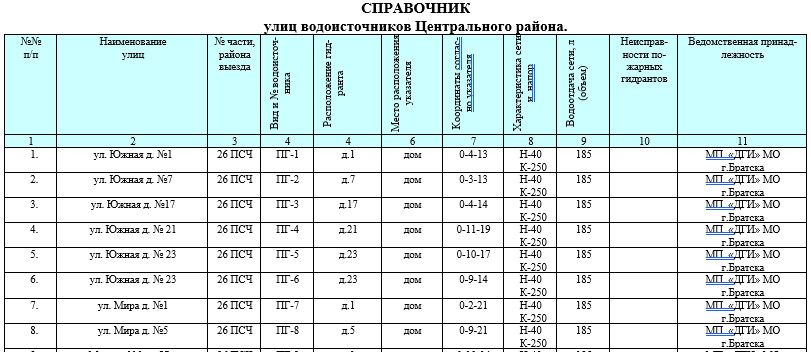 СПРАВОЧНИК
улиц водоисточников Центрального района.
№№ п/п | Наименование улиц | № части, района выезда | Вид и № водоисточ-ника | Расположение гид-ранта | Место расположения указателя | Координаты соглас-но указателя | Характеристика сети и напор | Водоотдача сети, л (объем) | Неисправ-ности по-жарных гидрантов | Ведомственная принад-лежность
1 | 2 | 3 | 4 | 4 | 6 | 7 | 8 | 9 | 10 | 11
1. | ул. Южная д. №1 | 26 ПСЧ | ПГ-1 | д.1 | дом | 0-4-13 | Н-40 К-250 | 185 | | МП «ДГИ» МО г.Братска
2. | ул. Южная д. №7 | 26 ПСЧ | ПГ-2 | д.7 | дом | 0-3-13 | Н-40 К-250 | 185 | | МП «ДГИ» МО г.Братска
3. | ул. Южная д. №17 | 26 ПСЧ | ПГ-3 | д.17 | дом | 0-4-14 | Н-40 К-250 | 185 | | МП «ДГИ» МО г.Братска
4. | ул. Южная д. № 21 | 26 ПСЧ | ПГ-4 | д.21 | дом | 0-11-19 | Н-40 К-250 | 185 | | МП «ДГИ» МО г.Братска
5. | ул. Южная д. № 23 | 26 ПСЧ | ПГ-5 | д.23 | дом | 0-10-17 | Н-40 К-250 | 185 | | МП «ДГИ» МО г.Братска
6. | ул. Южная д. № 23 | 26 ПСЧ | ПГ-6 | д.23 | дом | 0-9-14 | Н-40 К-250 | 185 | | МП «ДГИ» МО г.Братска
7. | ул. Мира д. №1 | 26 ПСЧ | ПГ-7 | д.1 | дом | 0-2-21 | Н-40 К-250 | 185 | | МП «ДГИ» МО г.Братска
8. | ул. Мира д. №5 | 26 ПСЧ | ПГ-8 | д.5 | дом | 0-9-21 | Н-40 К-250 | 185 | | МП «ДГИ» МО г.Братска